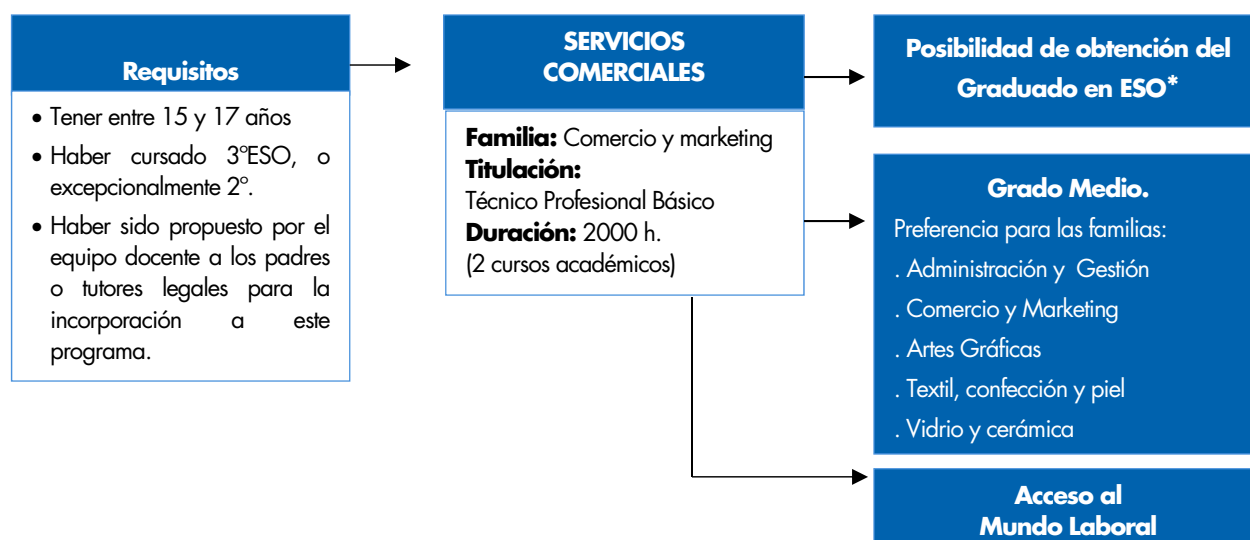 Requisitos
• Tener entre 15 y 17 años
• Haber cursado 3ºESO, o
excepcionalmente 2º.
• Haber sido propuesto por el
equipo docente a los padres
o tutores legales para la
incorporación a este
programa.
SERVICIOS
COMERCIALES
Familia: Comercio y marketing
Titulación:
Técnico Profesional Básico
Duración: 2000 h.
(2 cursos académicos)
Posibilidad de obtención del
Graduado en ESO*
Grado Medio.
Preferencia para las familias:
. Administración y Gestión
. Comercio y Marketing
. Artes Gráficas
. Textil, confección y piel
. Vidrio y cerámica
Acceso al
Mundo Laboral